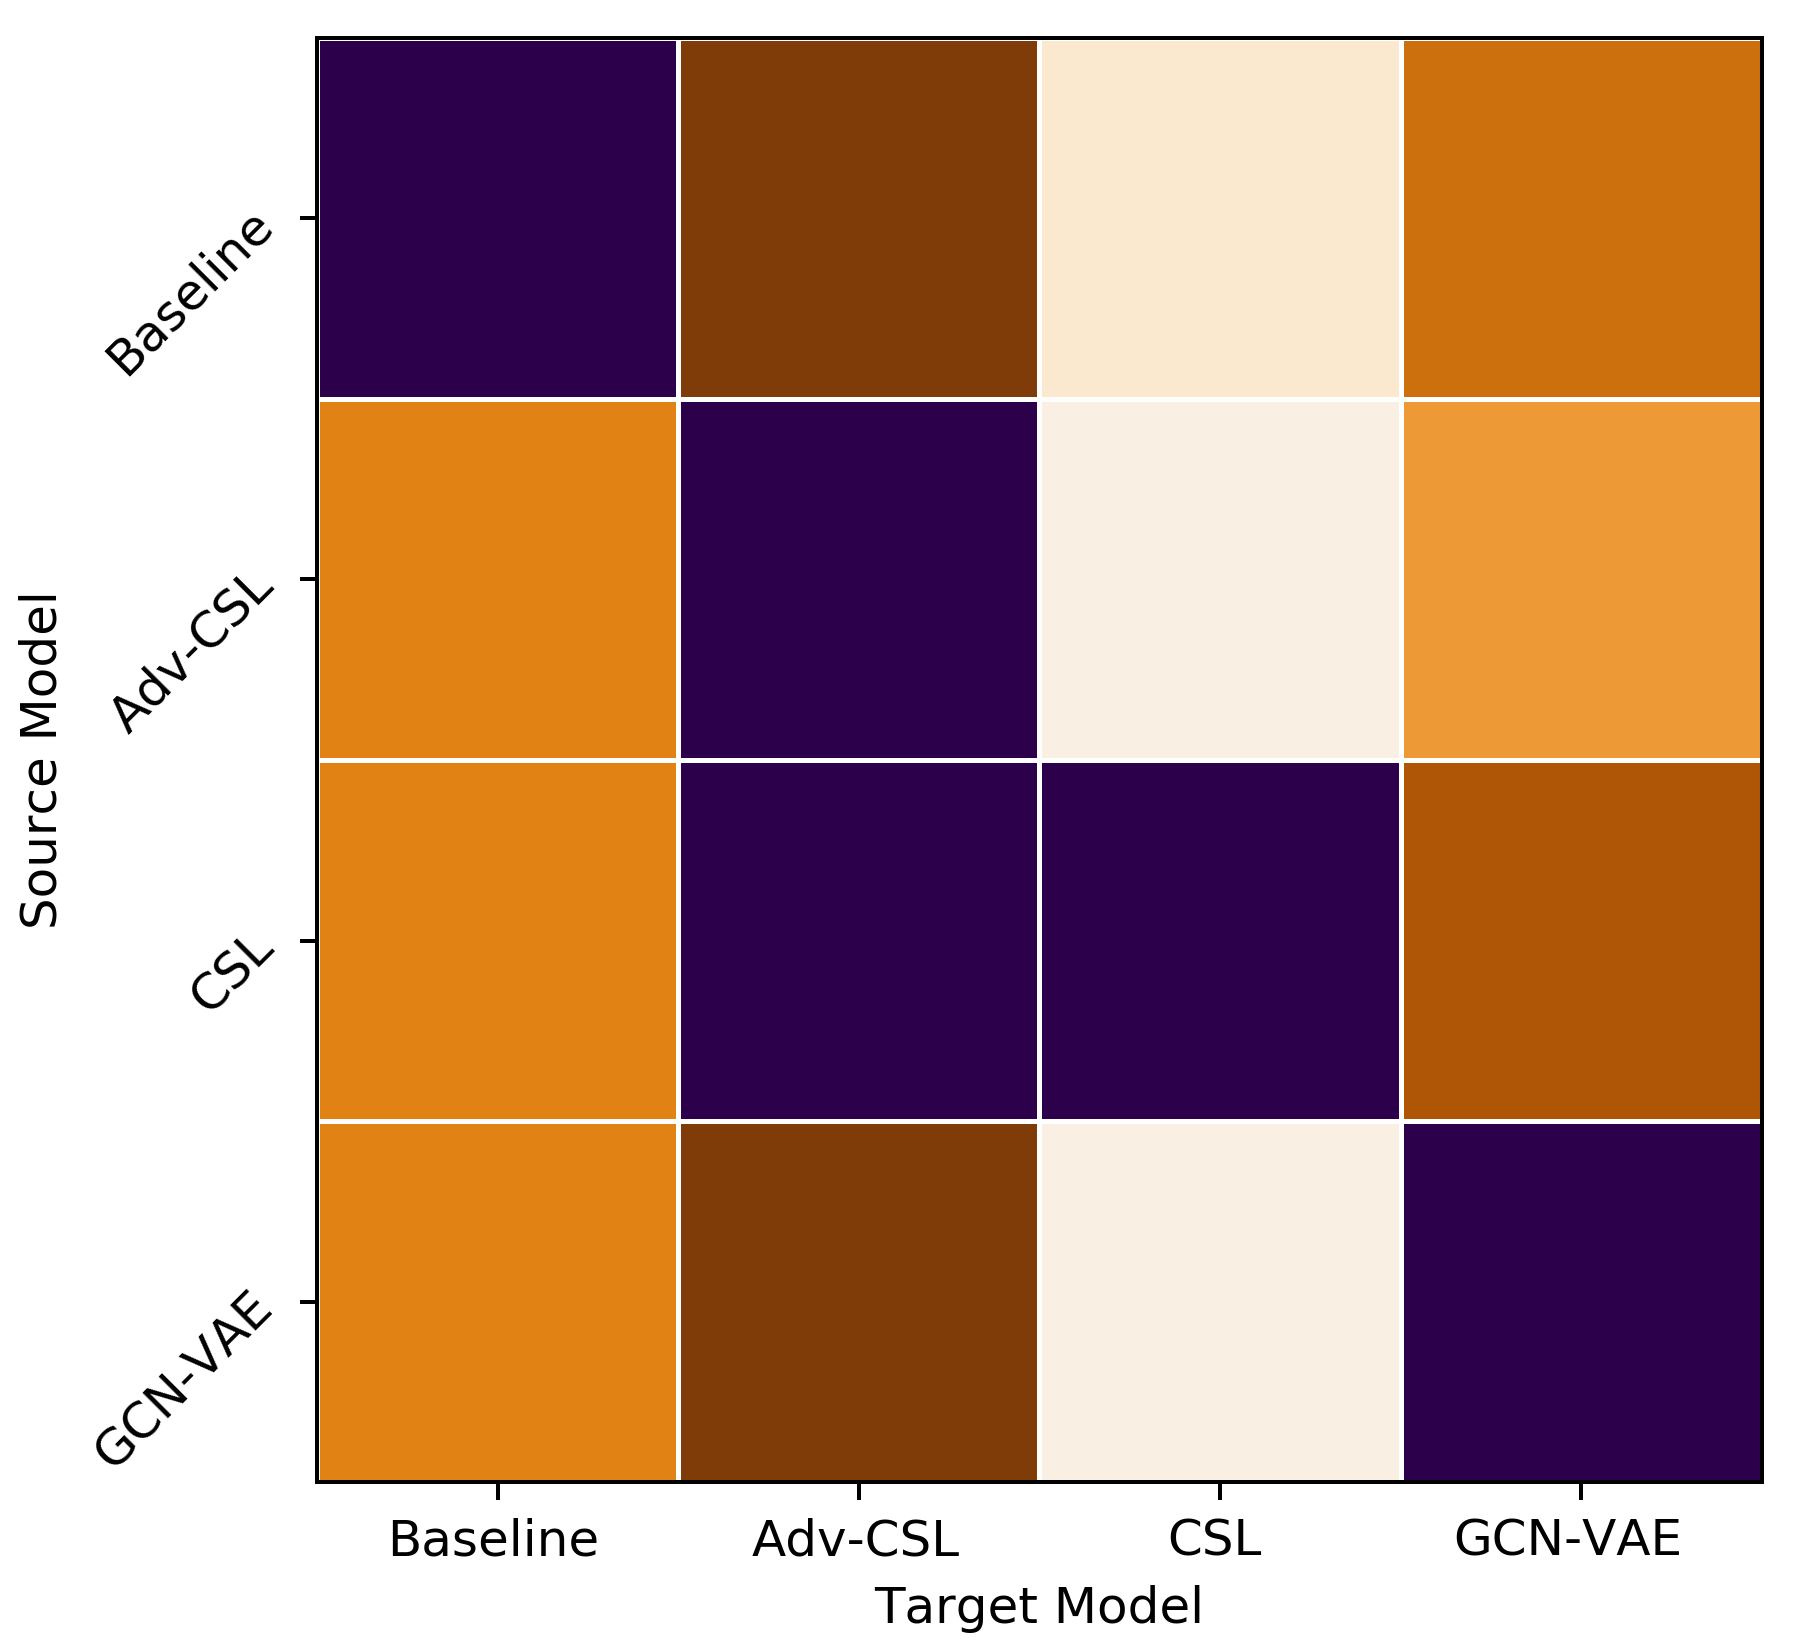 Source Model
Baseline
Adv-CSL
CSL
GCN-VAE
Baseline Adv-CSL CSL GCN-VAE
Target Model